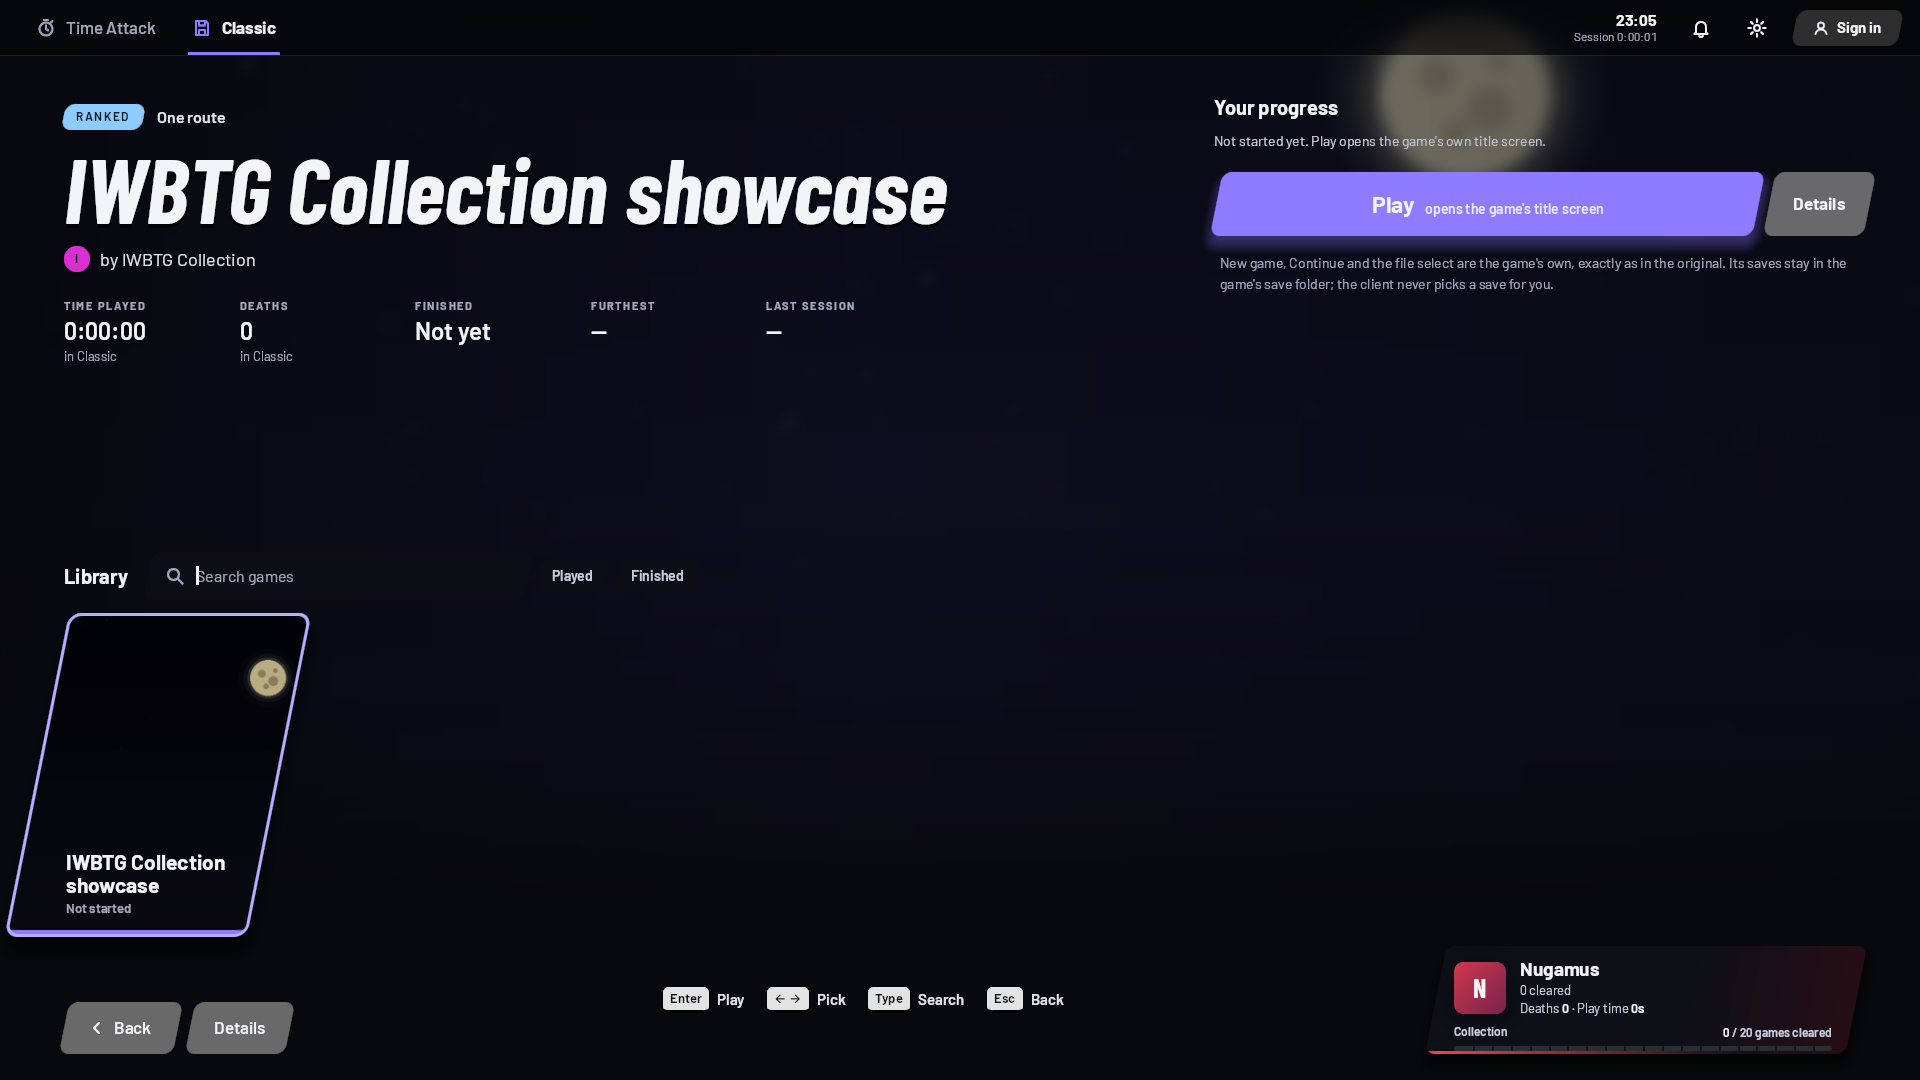 Time Attack
Classic
23:05
Session 0:00:01
Sign in
RANKED
One route
IWBTG Collection showcase
I
by IWBTG Collection
TIME PLAYED
0:00:00
in Classic
DEATHS
0
in Classic
FINISHED
Not yet
FURTHEST
—
LAST SESSION
—
Your progress
Not started yet. Play opens the game's own title screen.
Play opens the game's title screen
Details
New game, Continue and the file select are the game's own, exactly as in the original. Its saves stay in the
game's save folder; the client never picks a save for you.
Library
Search games
Played
Finished
IWBTG Collection
showcase
Not started
Back
Details
Enter Play
← → Pick
Type Search
Esc Back
N
Nugamus
0 cleared
Deaths 0 · Play time 0s
Collection
0 / 20 games cleared